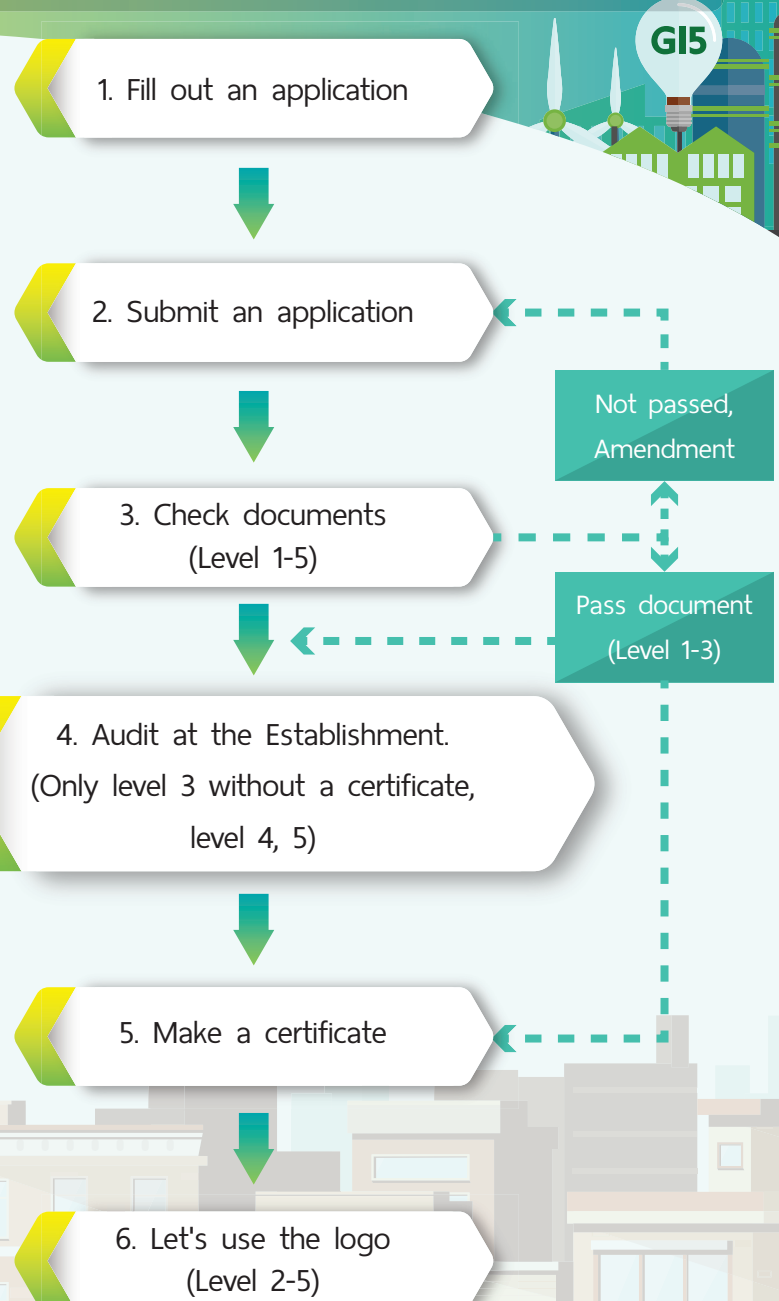 GI5
1. Fill out an application
2. Submit an application
Not passed,
Amendment
3. Check documents
(Level 1-5)
Pass document
(Level 1-3)
4. Audit at the Establishment.
(Only level 3 without a certificate,
level 4, 5)
5. Make a certificate
6. Let's use the logo
(Level 2-5)